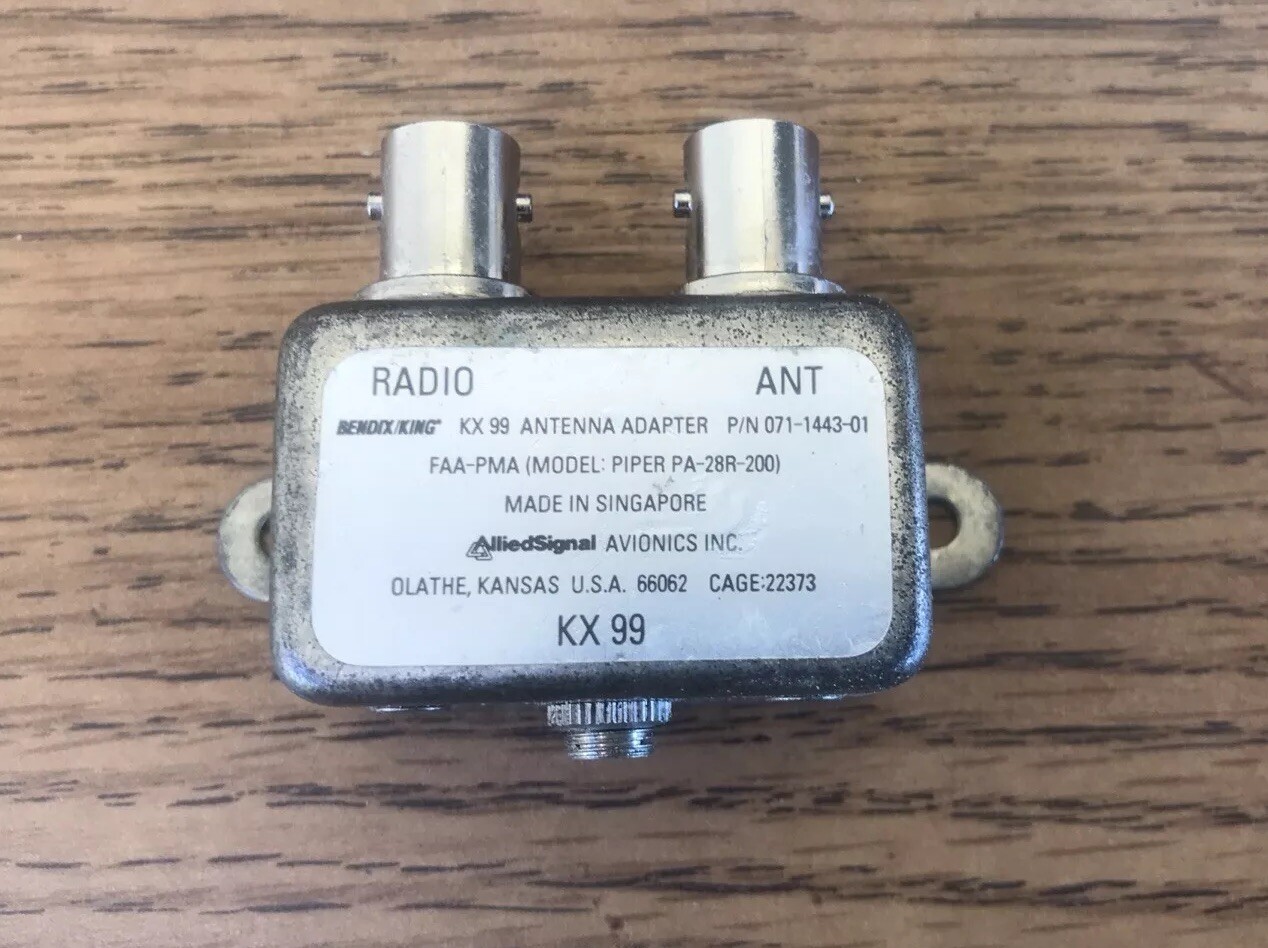 RADIO ANT
BENDIX/KING® KX 99 ANTENNA ADAPTER P/N 071-1443-01
FAA-PMA (MODEL: PIPER PA-28R-200)
MADE IN SINGAPORE
AlliedSignal AVIONICS INC.
OLATHE, KANSAS U.S.A. 66062 CAGE:22373
KX 99